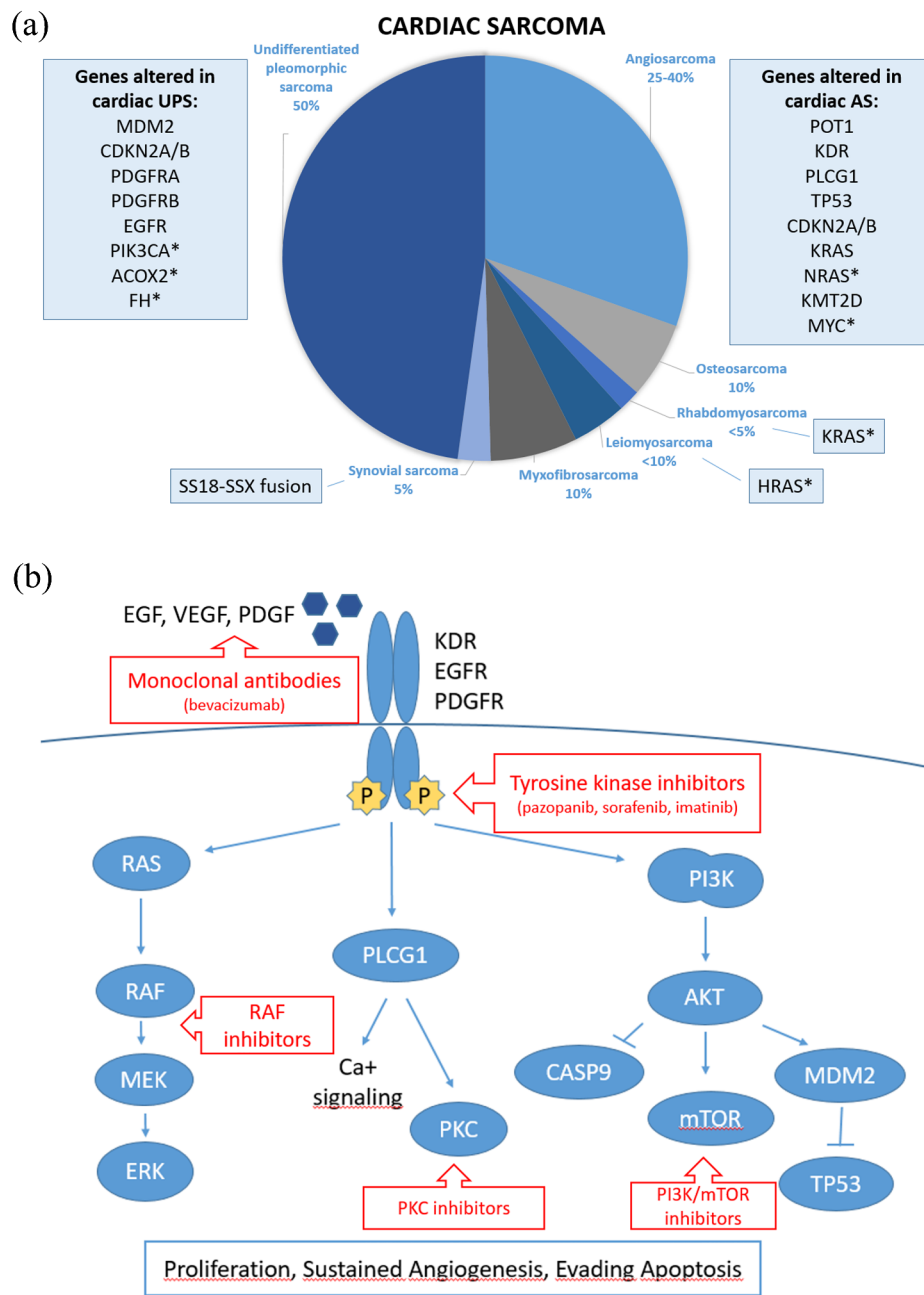 (a)
CARDIAC SARCOMA
Genes altered in
cardiac UPS:
MDM2
CDKN2A/B
PDGFRA
PDGFRB
EGFR
PIK3CA*
ACOX2*
FH*
Undifferentiated
pleomorphic
sarcoma
50%
Angiosarcoma
25-40%
Genes altered in
cardiac AS:
POT1
KDR
PLCG1
TP53
CDKN2A/B
KRAS
NRAS*
KMT2D
MYC*
Osteosarcoma
10%
Rhabdomyosarcoma
<5%
KRAS*
Leiomyosarcoma
<10%
HRAS*
Myxofibrosarcoma
10%
Synovial sarcoma
5%
SS18-SSX fusion
(b)
EGF, VEGF, PDGF
Monoclonal antibodies
(bevacizumab)
KDR
EGFR
PDGFR
P
P
Tyrosine kinase inhibitors
(pazopanib, sorafenib, imatinib)
RAS
RAF
RAF
inhibitors
MEK
ERK
PLCG1
Ca+
signaling
PKC
PKC inhibitors
PI3K
AKT
CASP9
mTOR
MDM2
TP53
PI3K/mTOR
inhibitors
Proliferation, Sustained Angiogenesis, Evading Apoptosis